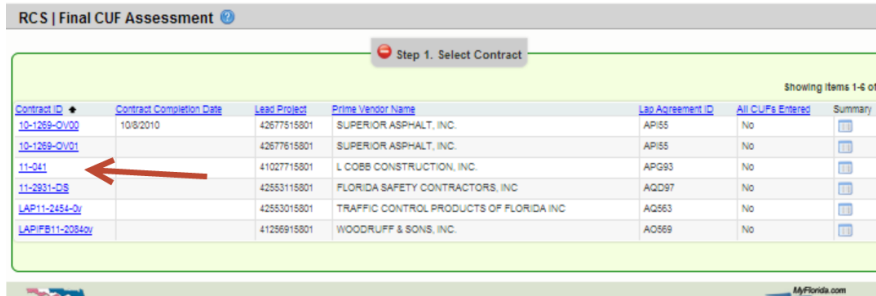 RCS | Final CUF Assessment ?
Step 1. Select Contract
Showing Items 1-6 of
Contract ID Contract Completion Date Lead Project Prime Vendor Name Lap Agreement ID All CUFs Entered Summary
10-1269-OV00 10/8/2010 42677515801 SUPERIOR ASPHALT, INC. API55 No
10-1269-OV01 42677615801 SUPERIOR ASPHALT, INC. API55 No
11-041 41027715801 L COBB CONSTRUCTION, INC. APG93 No
11-2931-DS 42553115801 FLORIDA SAFETY CONTRACTORS, INC AQD97 No
LAP11-2454-0v 42553015801 TRAFFIC CONTROL PRODUCTS OF FLORIDA INC AQ563 No
LAPIFB11-2084ov 41256915801 WOODRUFF & SONS, INC. AO569 No
MyFlorida.com